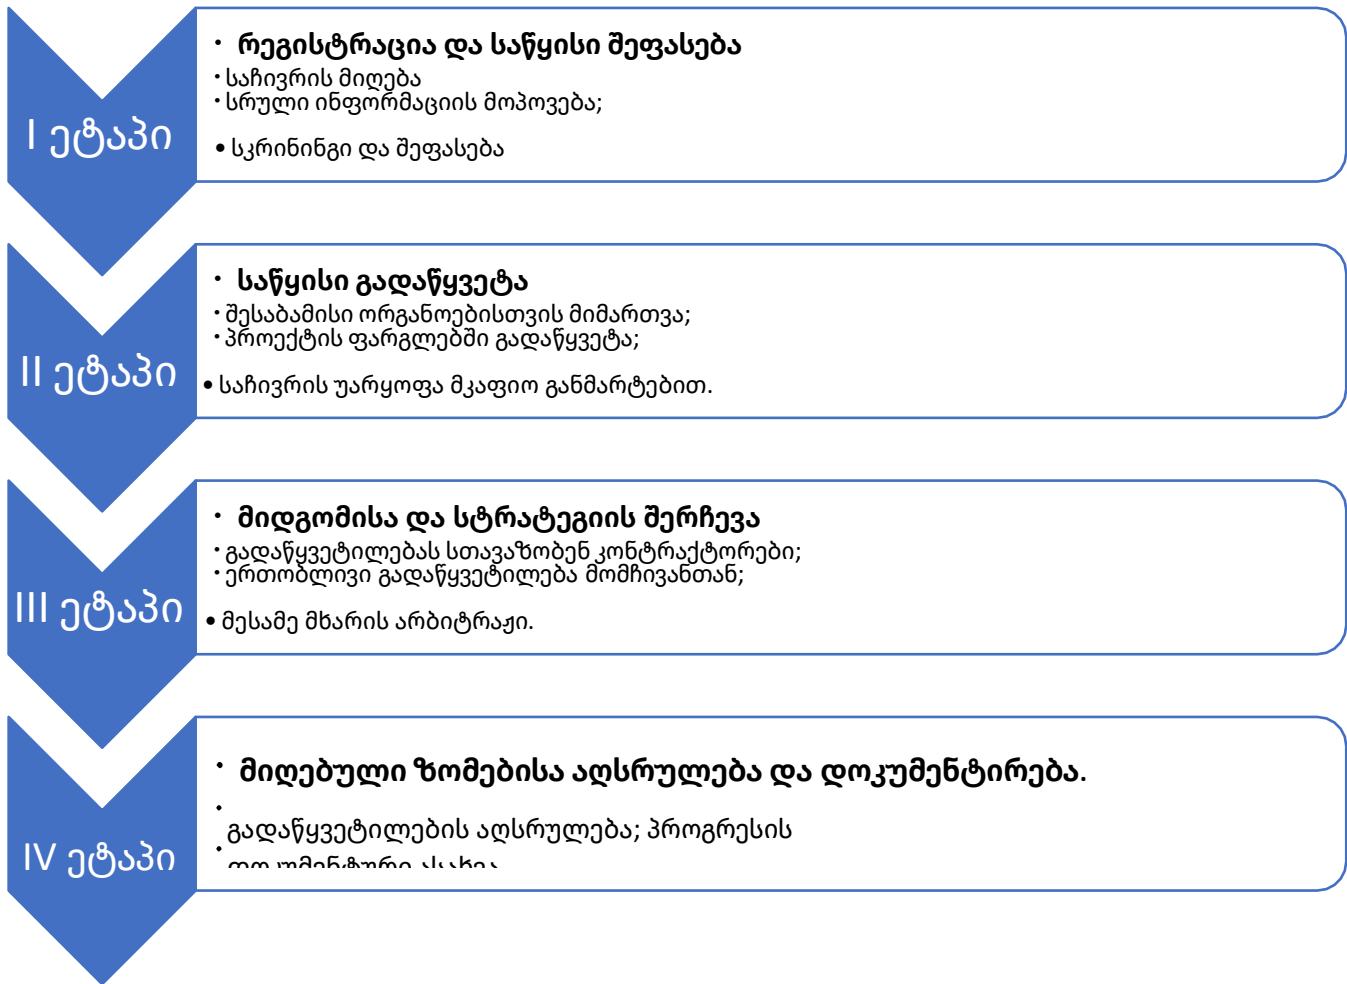 I ეტაპი
· რეგისტრაცია და საწყისი შეფასება
· საჩივრის მიღება
· სრული ინფორმაციის მოპოვება;
• სკრინინგი და შეფასება
II ეტაპი
· საწყისი გადაწყვეტა
· შესაბამისი ორგანოებისთვის მიმართვა;
· პროექტის ფარგლებში გადაწყვეტა;
• საჩივრის უარყოფა მკაფიო განმარტებით.
III ეტაპი
· მიდგომისა და სტრატეგიის შერჩევა
· გადაწყვეტილებას სთავაზობენ კონტრაქტორები;
· ერთობლივი გადაწყვეტილება მომჩივანთან;
• მესამე მხარის არბიტრაჟი.
IV ეტაპი
· მიღებული ზომებისა აღსრულება და დოკუმენტირება.
· გადაწყვეტილების აღსრულება; პროგრესის